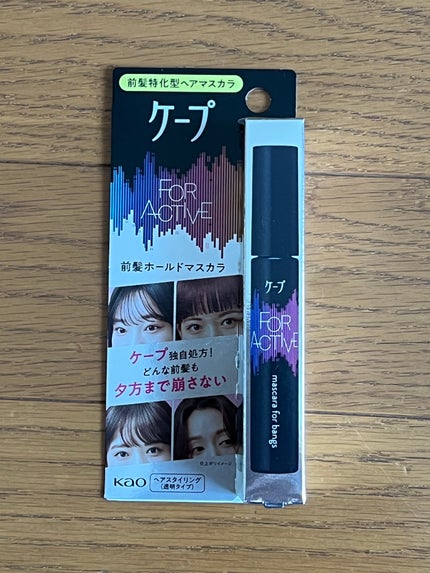 前髪特化型ヘアマスカラ
ケープ
FOR
ACTIVE
前髪ホールドマスカラ
ケープ独自処方!
どんな前髪も
夕方まで崩さない
仕上がりイメージ
Kao
ヘアスタイリング
(透明タイプ)
ケープ
FOR
ACTIVE
mascara for bangs